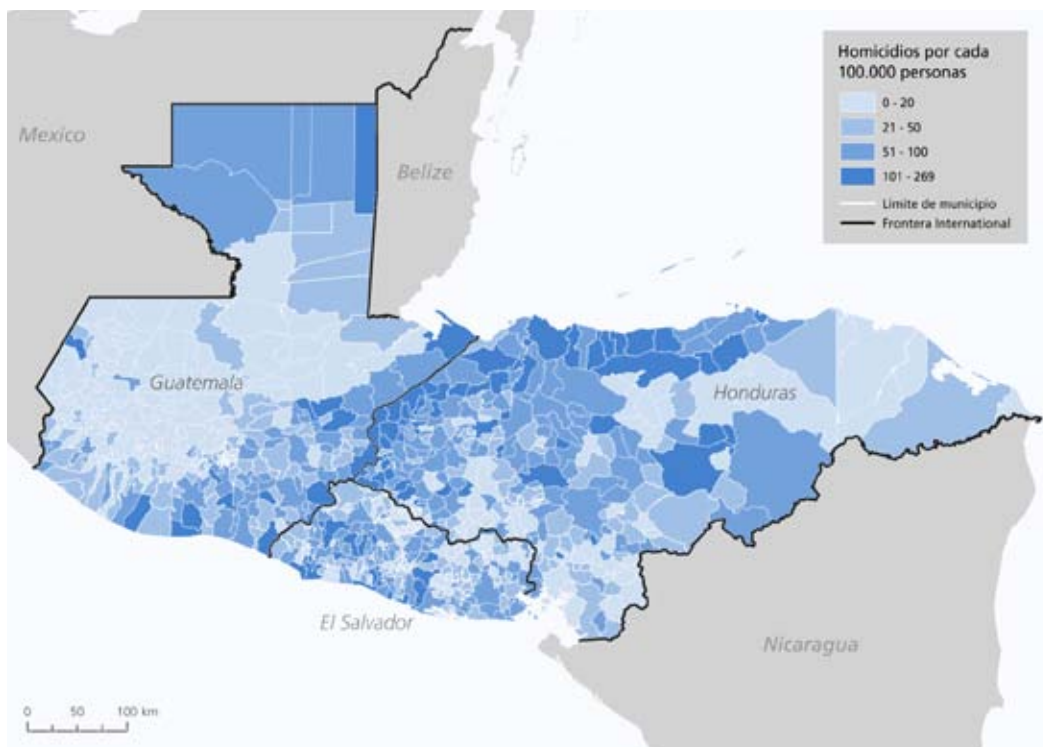 Homicidios por cada
100.000 personas
0 - 20
21 - 50
51 - 100
101 - 269
Limite de municipio
Frontera International
Mexico
Belize
Guatemala
Honduras
El Salvador
Nicaragua
0 50 100 km